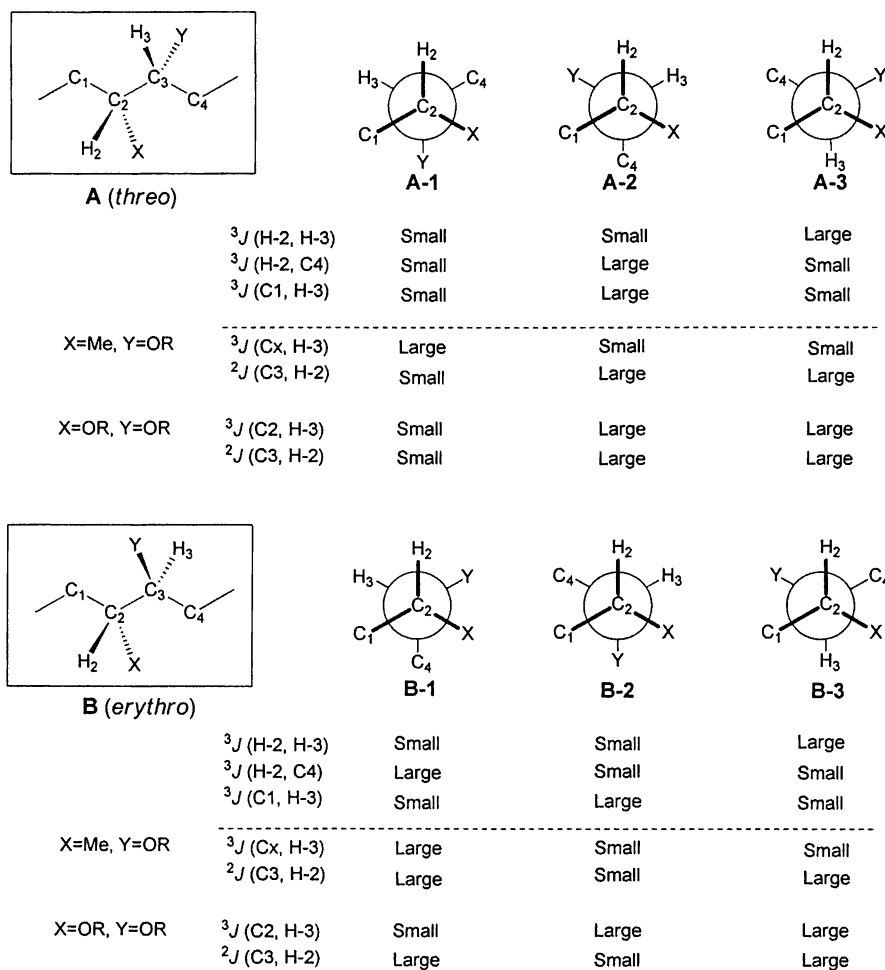 H₃ Y
C₁ C₃
C₂ C₄
H₂ X
A (threo)
H₂
H₃ C₄
C₂
C₁ X
Y
A-1
H₂
Y H₃
C₂
C₁ X
C₄
A-2
H₂
C₄ Y
C₂
C₁ X
H₃
A-3
³J (H-2, H-3) Small Small Large
³J (H-2, C4) Small Large Small
³J (C1, H-3) Small Large Small
X=Me, Y=OR ³J (Cx, H-3) Large Small Small
²J (C3, H-2) Small Large Large
X=OR, Y=OR ³J (C2, H-3) Small Large Large
²J (C3, H-2) Small Large Large
Y H₃
C₁ C₃
C₂ C₄
H₂ X
B (erythro)
H₂
H₃ Y
C₂
C₁ X
C₄
B-1
H₂
C₄ H₃
C₂
C₁ X
Y
B-2
H₂
Y C₄
C₂
C₁ X
H₃
B-3
³J (H-2, H-3) Small Small Large
³J (H-2, C4) Large Small Small
³J (C1, H-3) Small Large Small
X=Me, Y=OR ³J (Cx, H-3) Large Small Small
²J (C3, H-2) Large Small Large
X=OR, Y=OR ³J (C2, H-3) Small Large Large
²J (C3, H-2) Large Small Large